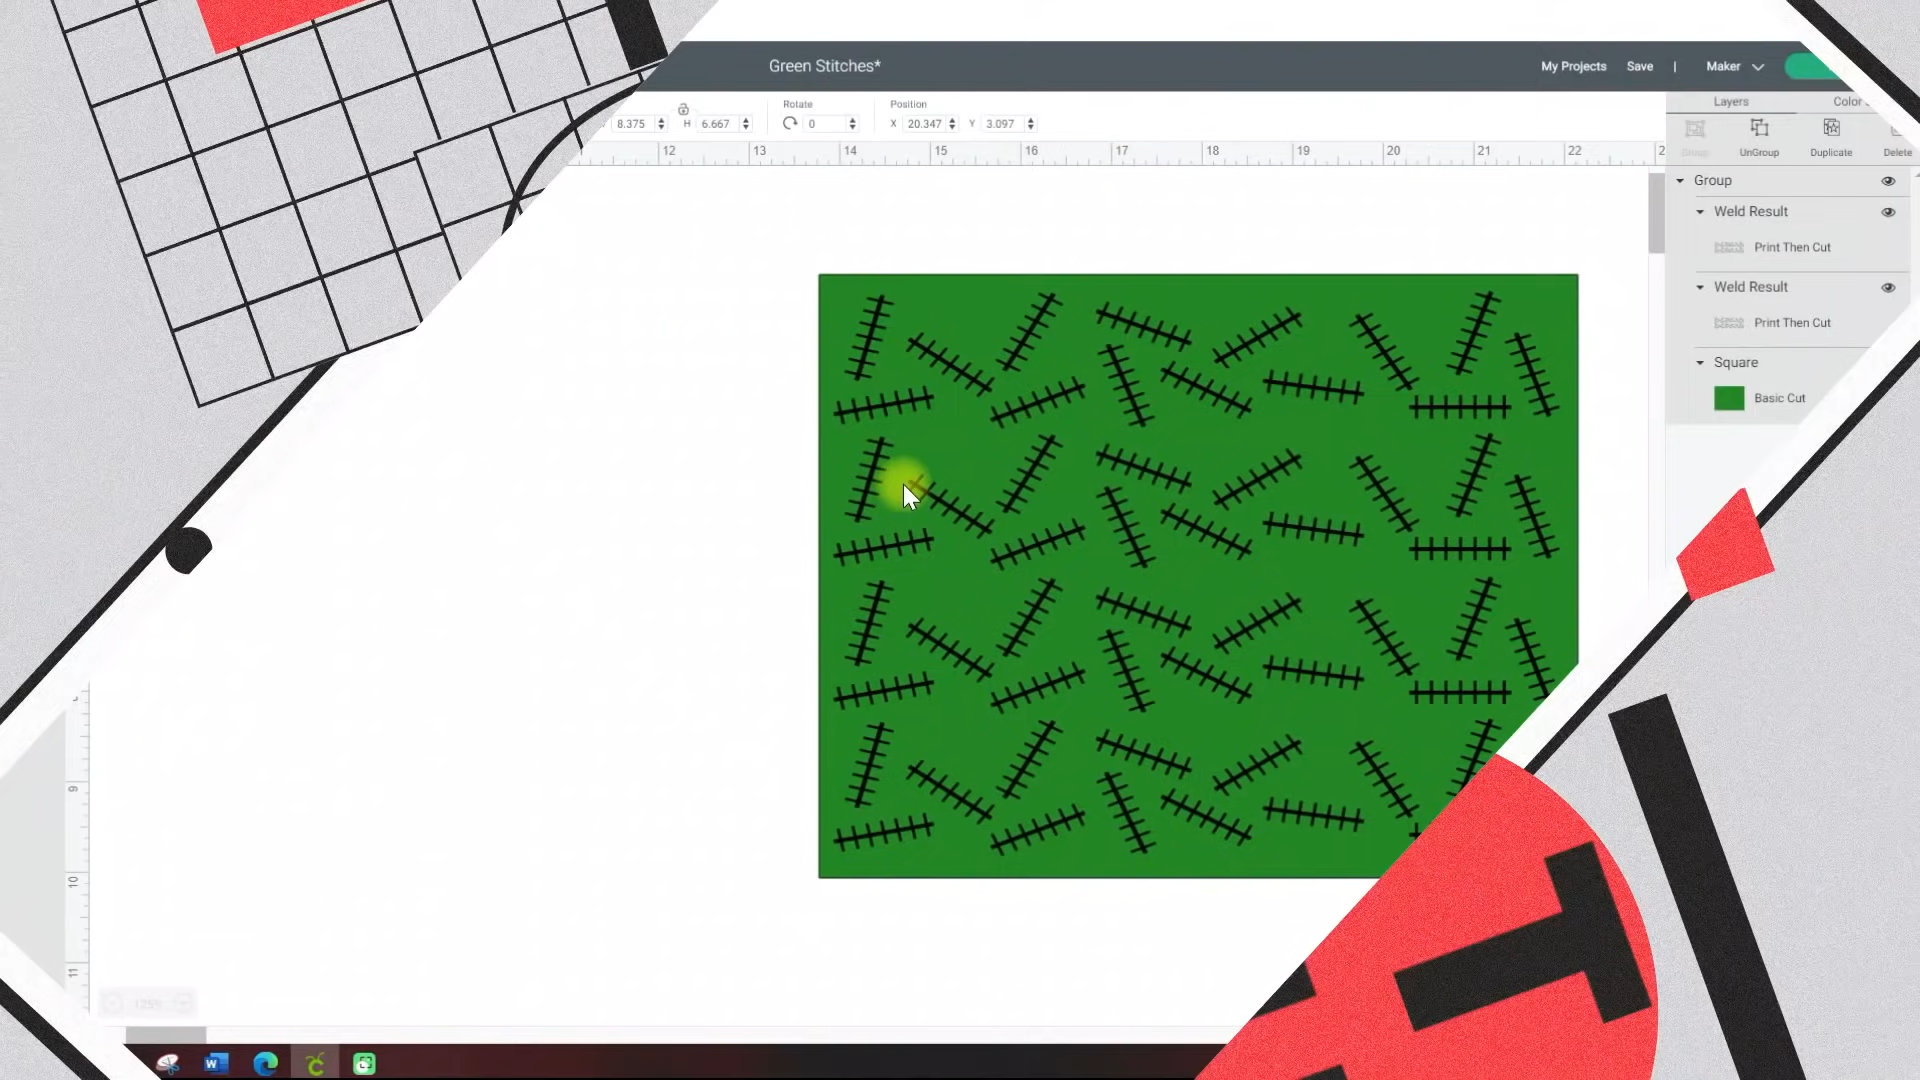 Green Stitches*
My Projects Save | Maker
Rotate Position
8.375 H 6.667 0 X 20.347 Y 3.097
Layers Color
12 13 14 15 16 17 18 19 20 21 22
UnGroup Duplicate Delete
Group
Weld Result
Print Then Cut
Weld Result
Print Then Cut
Square
Basic Cut
9
10
11
125%
W